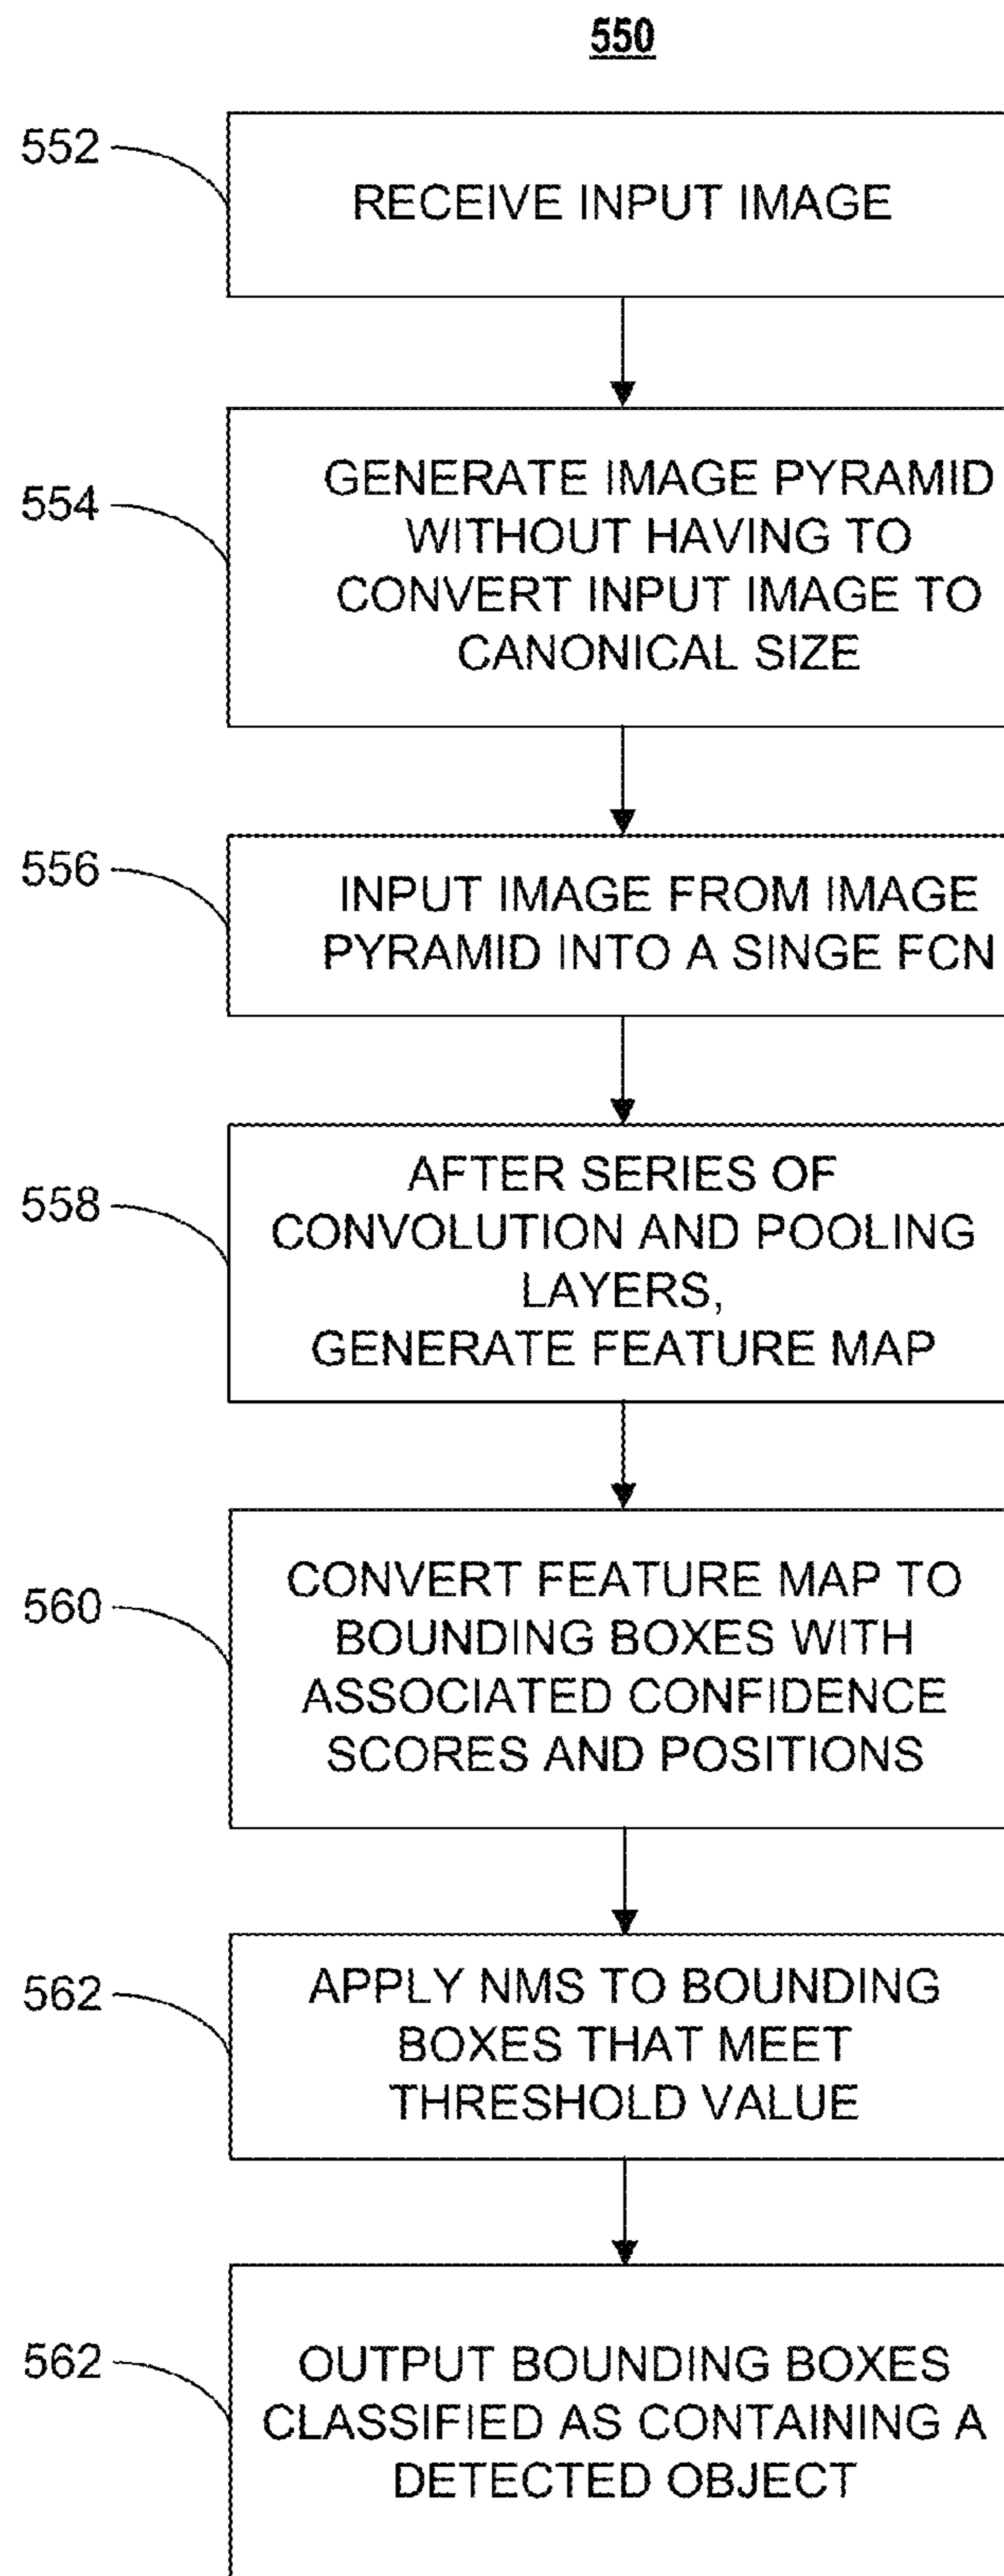 550
552
RECEIVE INPUT IMAGE
554
GENERATE IMAGE PYRAMID
WITHOUT HAVING TO
CONVERT INPUT IMAGE TO
CANONICAL SIZE
556
INPUT IMAGE FROM IMAGE
PYRAMID INTO A SINGE FCN
558
AFTER SERIES OF
CONVOLUTION AND POOLING
LAYERS,
GENERATE FEATURE MAP
560
CONVERT FEATURE MAP TO
BOUNDING BOXES WITH
ASSOCIATED CONFIDENCE
SCORES AND POSITIONS
562
APPLY NMS TO BOUNDING
BOXES THAT MEET
THRESHOLD VALUE
562
OUTPUT BOUNDING BOXES
CLASSIFIED AS CONTAINING A
DETECTED OBJECT